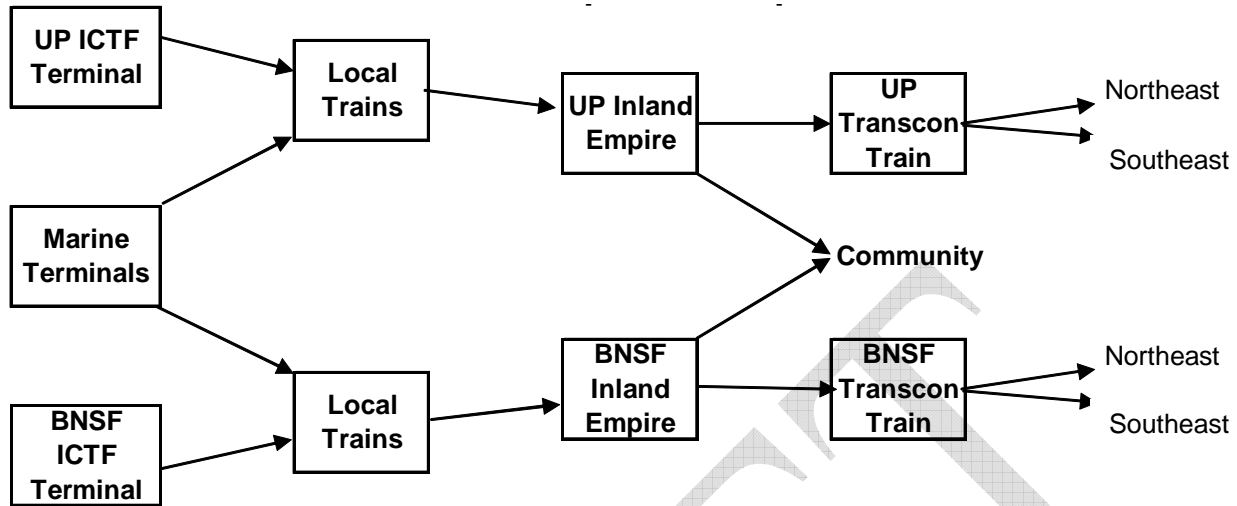 UP ICTF
Terminal
Local
Trains
UP Inland
Empire
UP
Transcon
Train
Northeast
Southeast
Marine
Terminals
Community
BNSF
ICTF
Terminal
Local
Trains
BNSF
Inland
Empire
BNSF
Transcon
Train
Northeast
Southeast